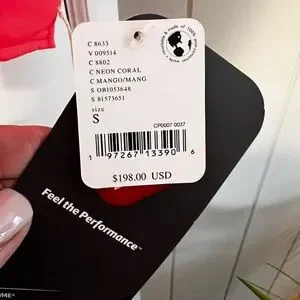 C 8633
V 009514
C 8802
C NEON CORAL
C MANGO/MANG
S OB1053648
S 81573651
size
S
CP0007 0037
1 97267 13390 6
$198.00 USD
Feel the Performance™